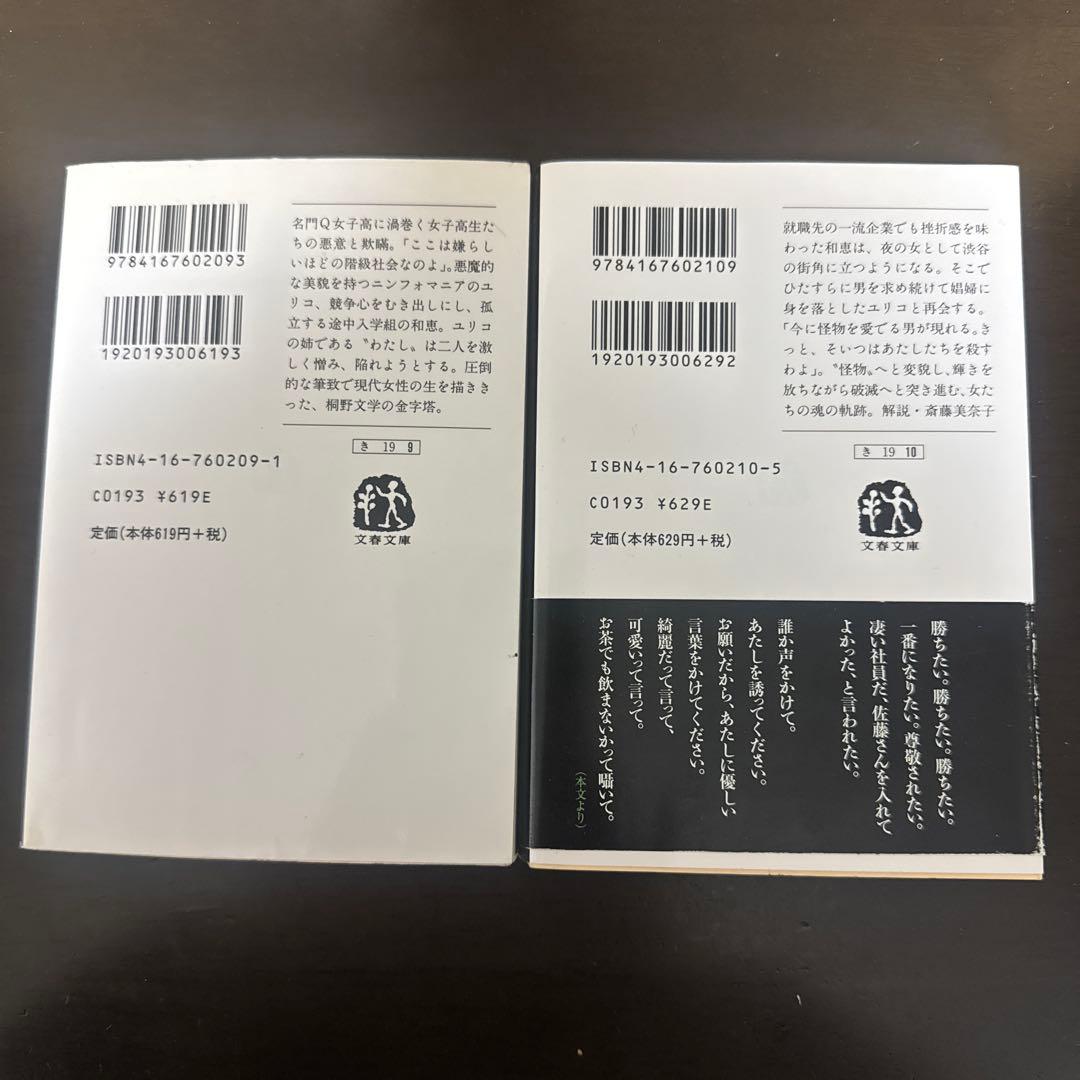 9784167602093
1920193006193
名門Q女子高に渦巻く女子高生た
ちの悪意と欺瞞。「ここは嫌らし
いほどの階級社会なのよ」。悪魔的
な美貌を持つニンフォマニアのユ
リコ、競争心をむき出しにし、孤
立する途中入学組の和恵。ユリコ
の姉である〝わたし〟は二人を激
しく憎み、陥れようとする。圧倒
的な筆致で現代女性の生を描きき
った、桐野文学の金字塔。
き 19 9
ISBN4-16-760209-1
C0193 ¥619E
定価(本体619円+税)
文春文庫
9784167602109
1920193006292
就職先の一流企業でも挫折感を味
わった和恵は、夜の女として渋谷
の街角に立つようになる。そこで
ひたすらに男を求め続けて娼婦に
身を落としたユリコと再会する。
「今に怪物を愛でる男が現れる。き
っと、そいつはあたしたちを殺す
わよ」。〝怪物〟へと変貌し、輝きを
放ちながら破滅へと突き進む、女た
ちの魂の軌跡。解説・斎藤美奈子
き 19 10
ISBN4-16-760210-5
C0193 ¥629E
定価(本体629円+税)
文春文庫
勝ちたい。勝ちたい。勝ちたい。
一番になりたい。尊敬されたい。
凄い社員だ、佐藤さんを入れて
よかった、と言われたい。
誰か声をかけて。
あたしを誘ってください。
お願いだから、あたしに優しい
言葉をかけてください。
綺麗だって言って、
可愛いって言って。
お茶でも飲まないかって囁いて。
(本文より)